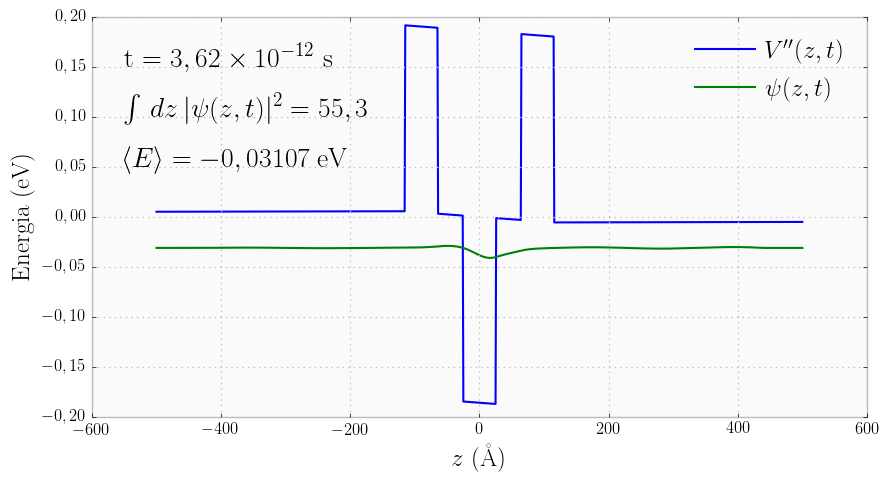 0,20
0,15
0,10
0,05
0,00
−0,05
−0,10
−0,15
−0,20
Energia (eV)
t = 3,62 × 10⁻¹² s
∫ dz |ψ(z, t)|² = 55,3
⟨E⟩ = −0,03107 eV
V″(z, t)
ψ(z, t)
−600
−400
−200
0
200
400
600
z (Å)